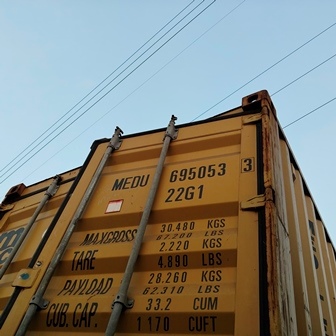 MEDU 695053 3
22G1
MAXGROSS 30.480 KGS
67.200 LBS
TARE 2.220 KGS
4.890 LBS
PAYLOAD 28.260 KGS
62.310 LBS
CUB. CAP. 33.2 CUM
1 170 CUFT